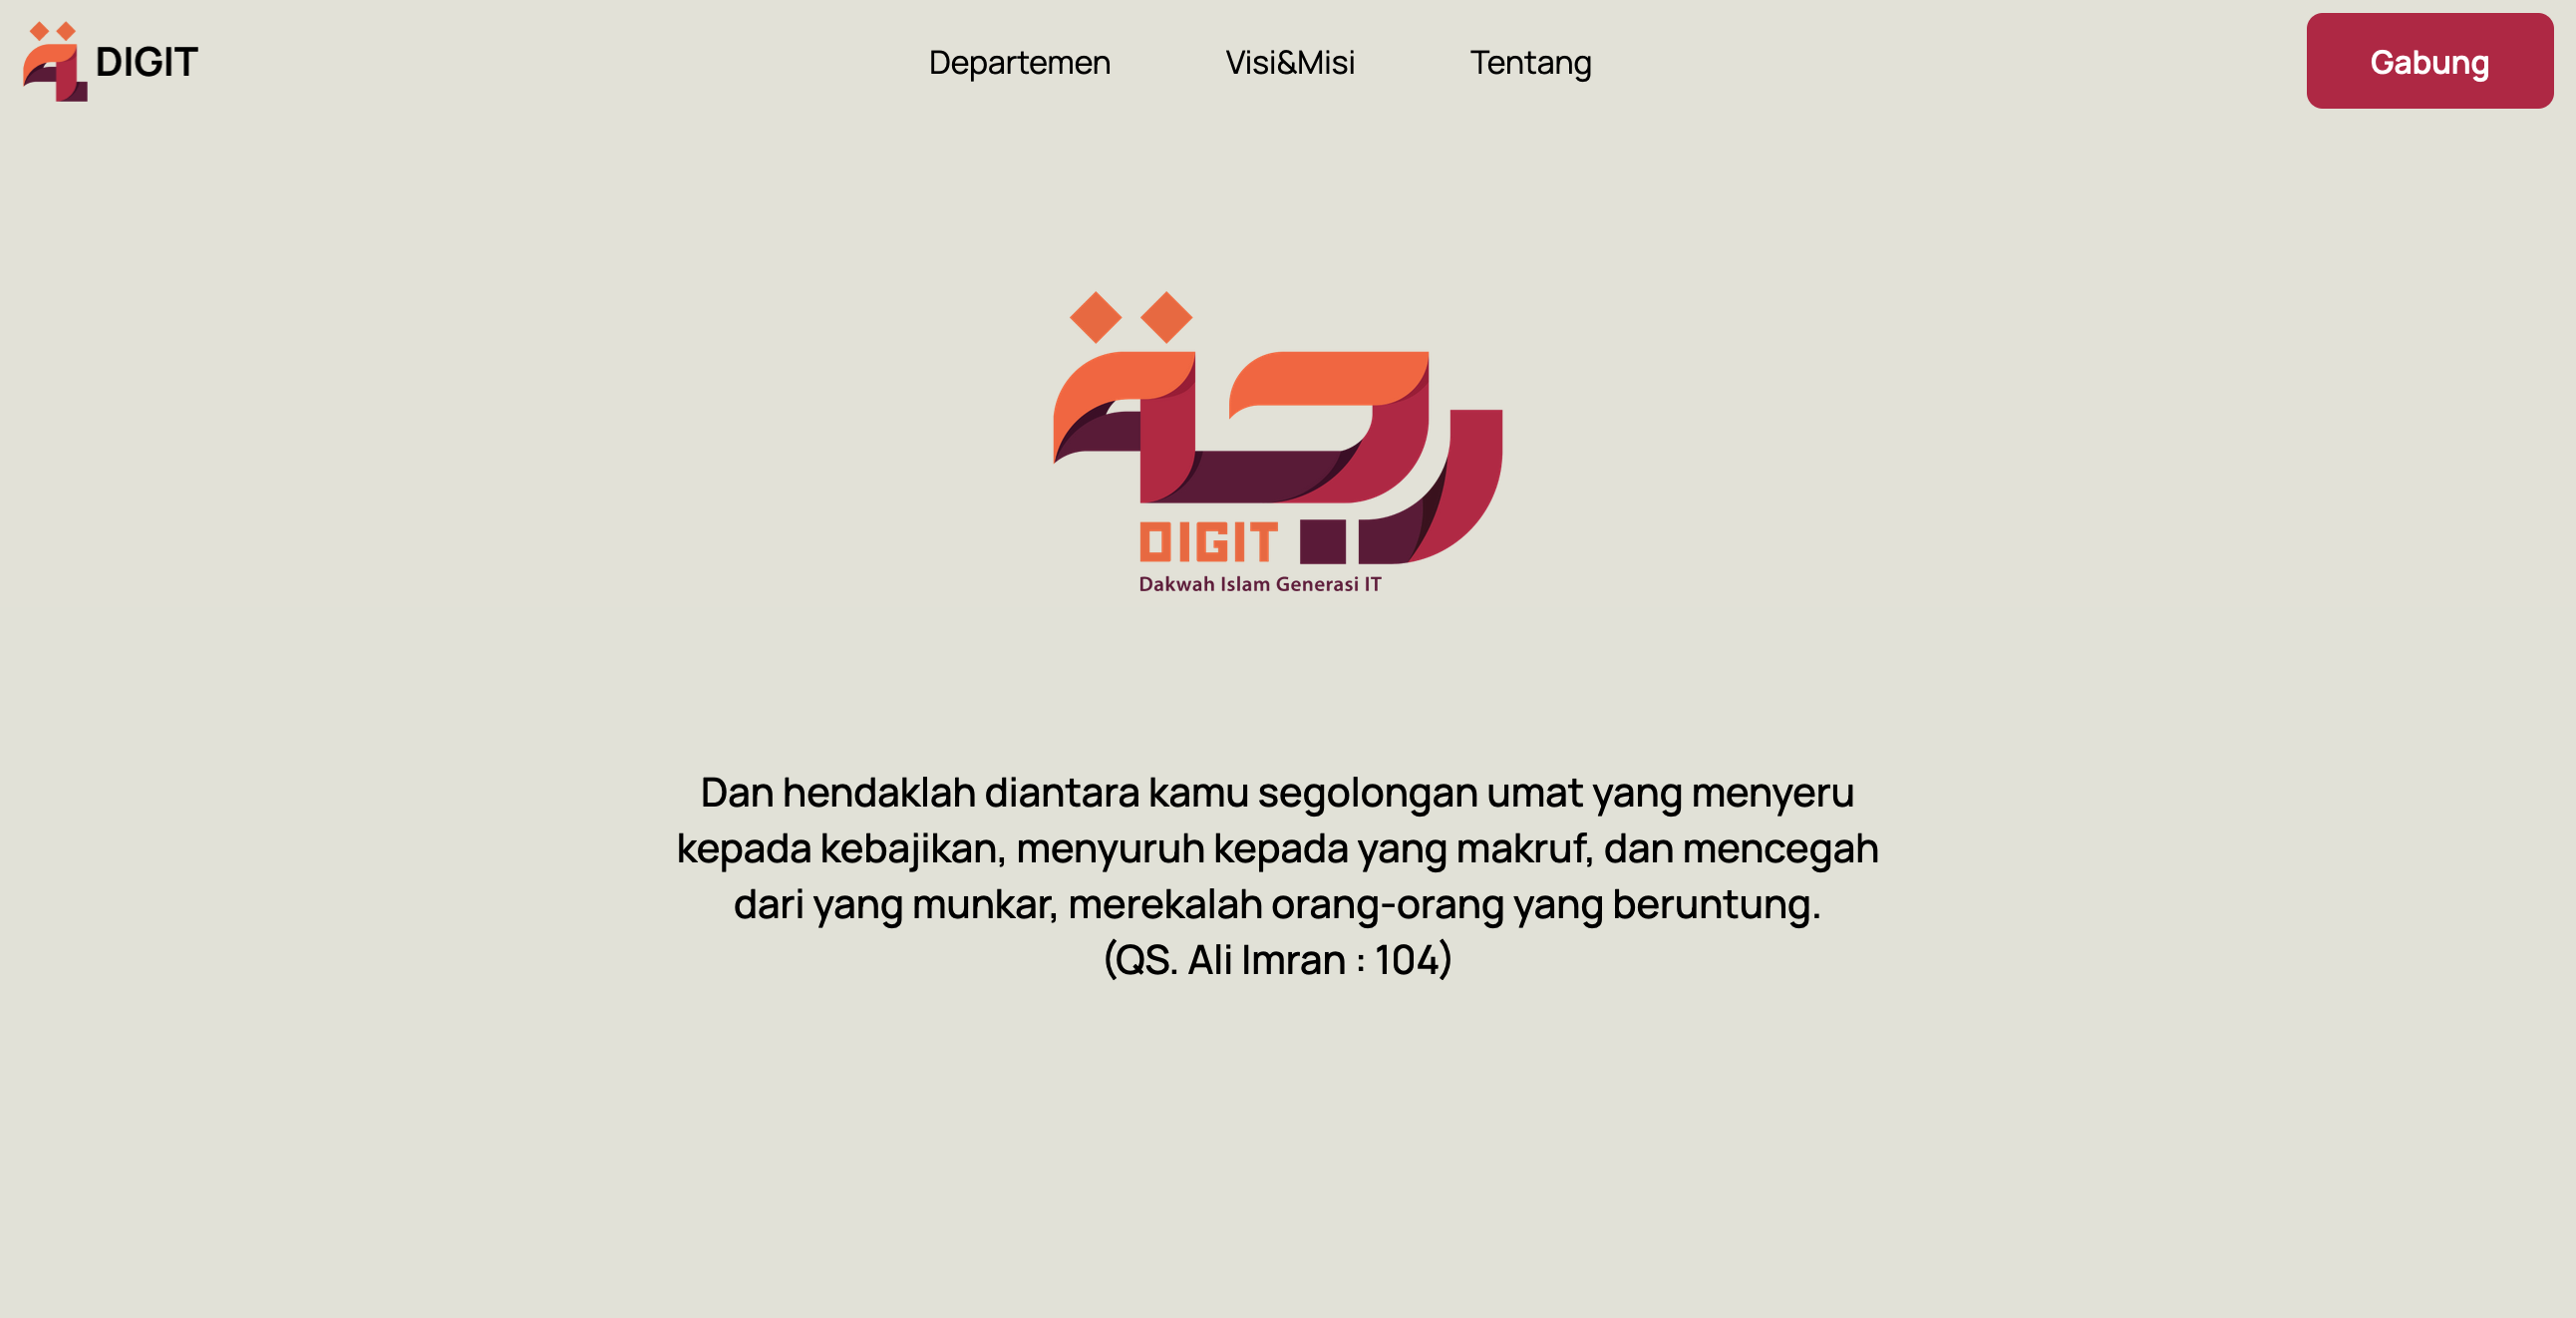 DIGIT
Departemen
Visi&Misi
Tentang
Gabung
DIGIT
Dakwah Islam Generasi IT
Dan hendaklah diantara kamu segolongan umat yang menyeru
kepada kebajikan, menyuruh kepada yang makruf, dan mencegah
dari yang munkar, merekalah orang-orang yang beruntung.
(QS. Ali Imran : 104)